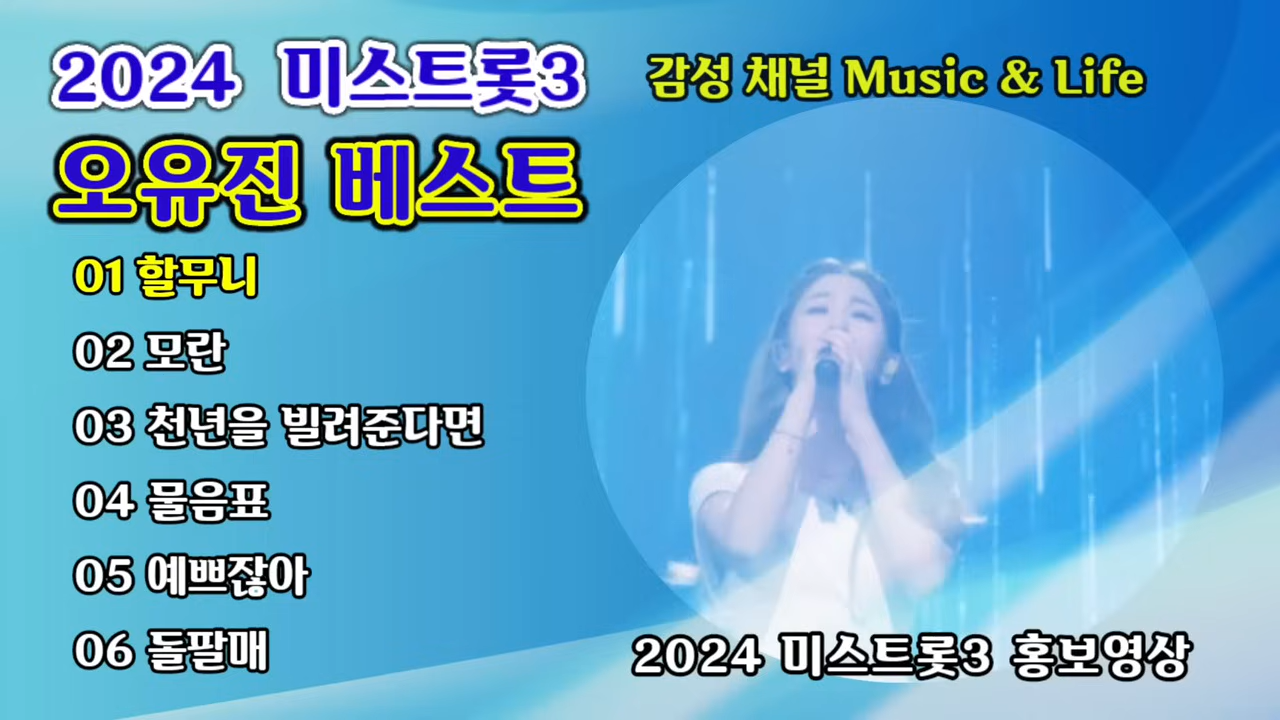 2024 미스트롯3
감성 채널 Music & Life
오유진 베스트
01 할무니
02 모란
03 천년을 빌려준다면
04 물음표
05 예쁘잖아
06 돌팔매
2024 미스트롯3 홍보영상